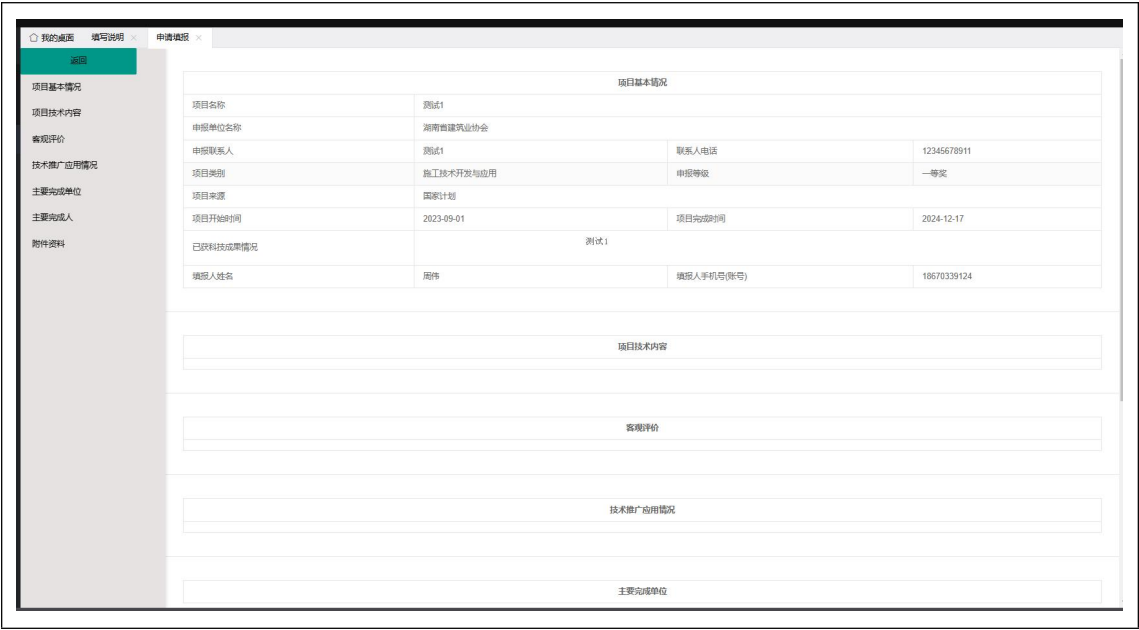 我的桌面 填写说明 × 申请填报 ×
返回
项目基本情况
项目技术内容
客观评价
技术推广应用情况
主要完成单位
主要完成人
附件资料
项目基本情况
项目名称 测试1
申报单位名称 湖南省建筑业协会
申报联系人 测试1 联系人电话 12345678911
项目类别 施工技术开发与应用 申报等级 一等奖
项目来源 国家计划
项目开始时间 2023-09-01 项目完成时间 2024-12-17
已获科技成果情况 测试1
填报人姓名 周伟 填报人手机号(账号) 18670339124
项目技术内容
客观评价
技术推广应用情况
主要完成单位